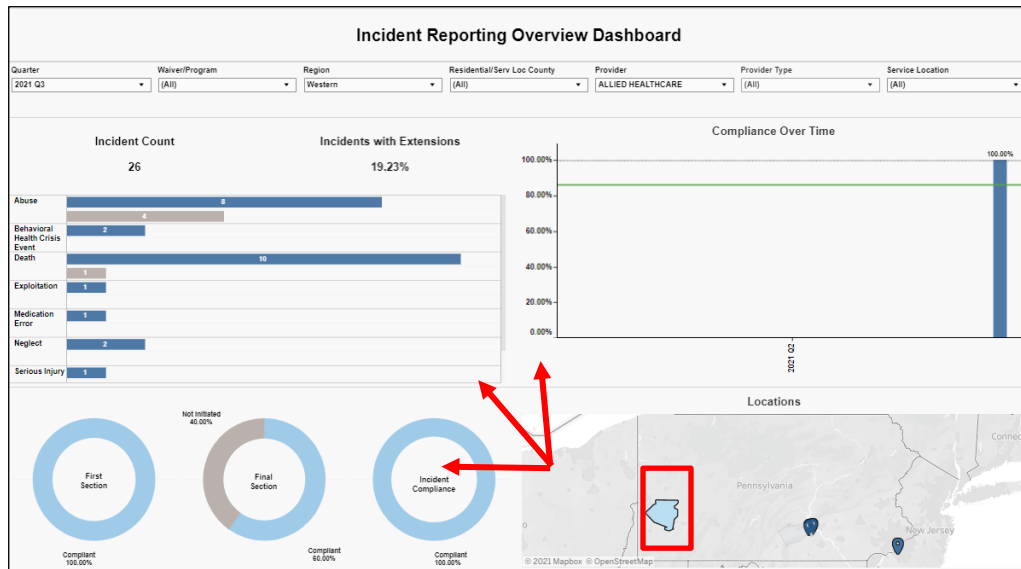 Incident Reporting Overview Dashboard
Quarter
Waiver/Program
Region
Residential/Serv Loc County
Provider
Provider Type
Service Location
2021 Q3
(All)
Western
(All)
ALLIED HEALTHCARE
(All)
(All)
Incident Count
26
Incidents with Extensions
19.23%
Abuse
8
4
Behavioral
Health Crisis
Event
2
Death
10
1
Exploitation
1
Medication
Error
1
Neglect
2
Serious Injury
1
Compliance Over Time
100.00%
100.00%
80.00%
60.00%
40.00%
20.00%
0.00%
2021 Q2
First
Section
Compliant
100.00%
Not Initiated
40.00%
Final
Section
Compliant
60.00%
Incident
Compliance
Compliant
100.00%
Locations
Pennsylvania
Connec
New Jersey
o
© 2021 Mapbox © OpenStreetMap